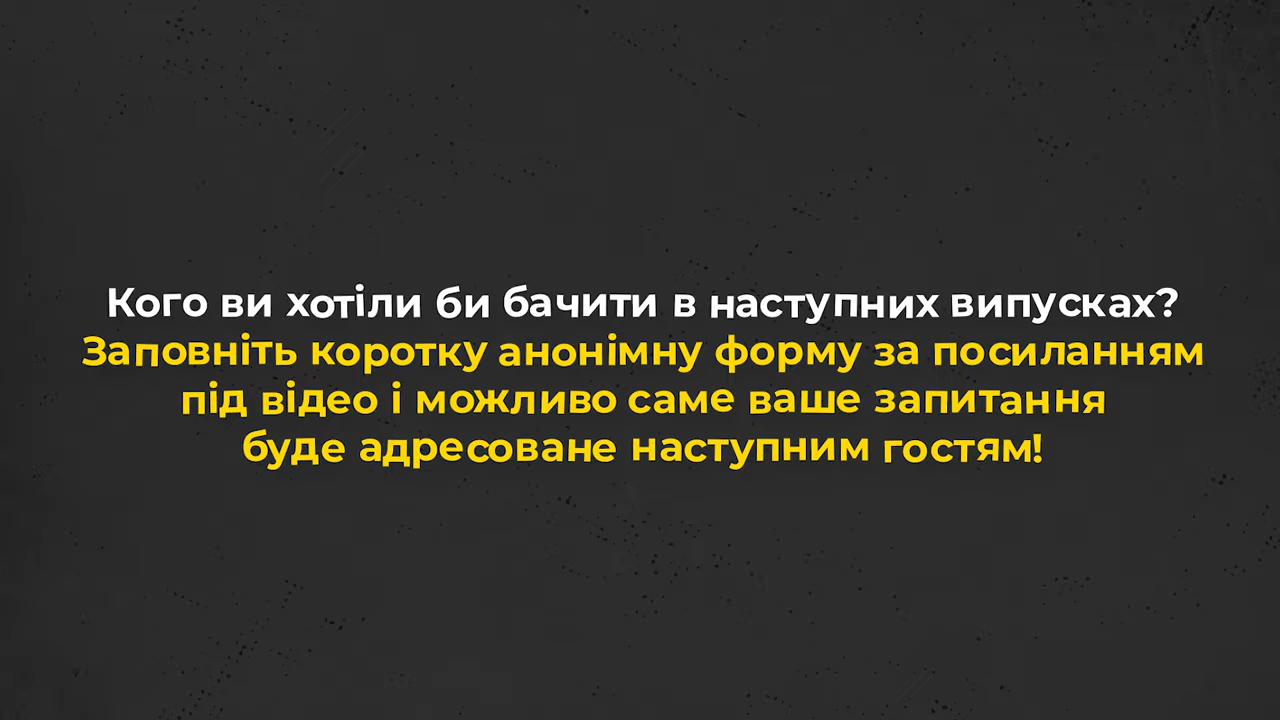 Кого ви хотіли би бачити в наступних випусках?
Заповніть коротку анонімну форму за посиланням
під відео і можливо саме ваше запитання
буде адресоване наступним гостям!